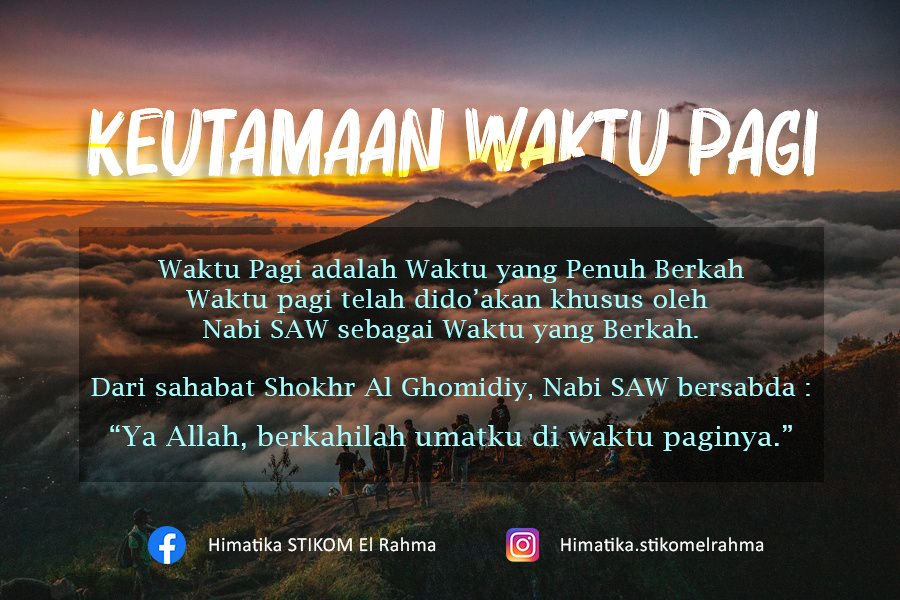 KEUTAMAAN WAKTU PAGI
Waktu Pagi adalah Waktu yang Penuh Berkah
Waktu pagi telah dido’akan khusus oleh
Nabi SAW sebagai Waktu yang Berkah.
Dari sahabat Shokhr Al Ghomidiy, Nabi SAW bersabda :
“Ya Allah, berkahilah umatku di waktu paginya.”
Himatika STIKOM El Rahma
Himatika.stikomelrahma